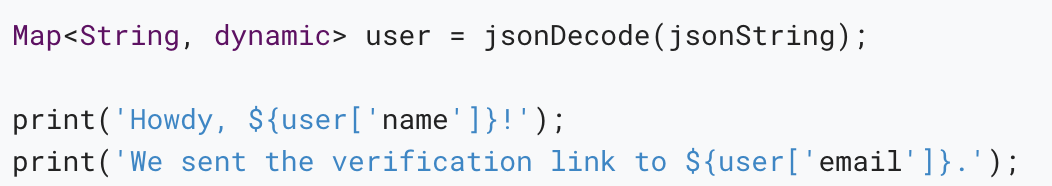 Map<String, dynamic> user = jsonDecode(jsonString);
print('Howdy, ${user['name']}!');
print('We sent the verification link to ${user['email']}.');